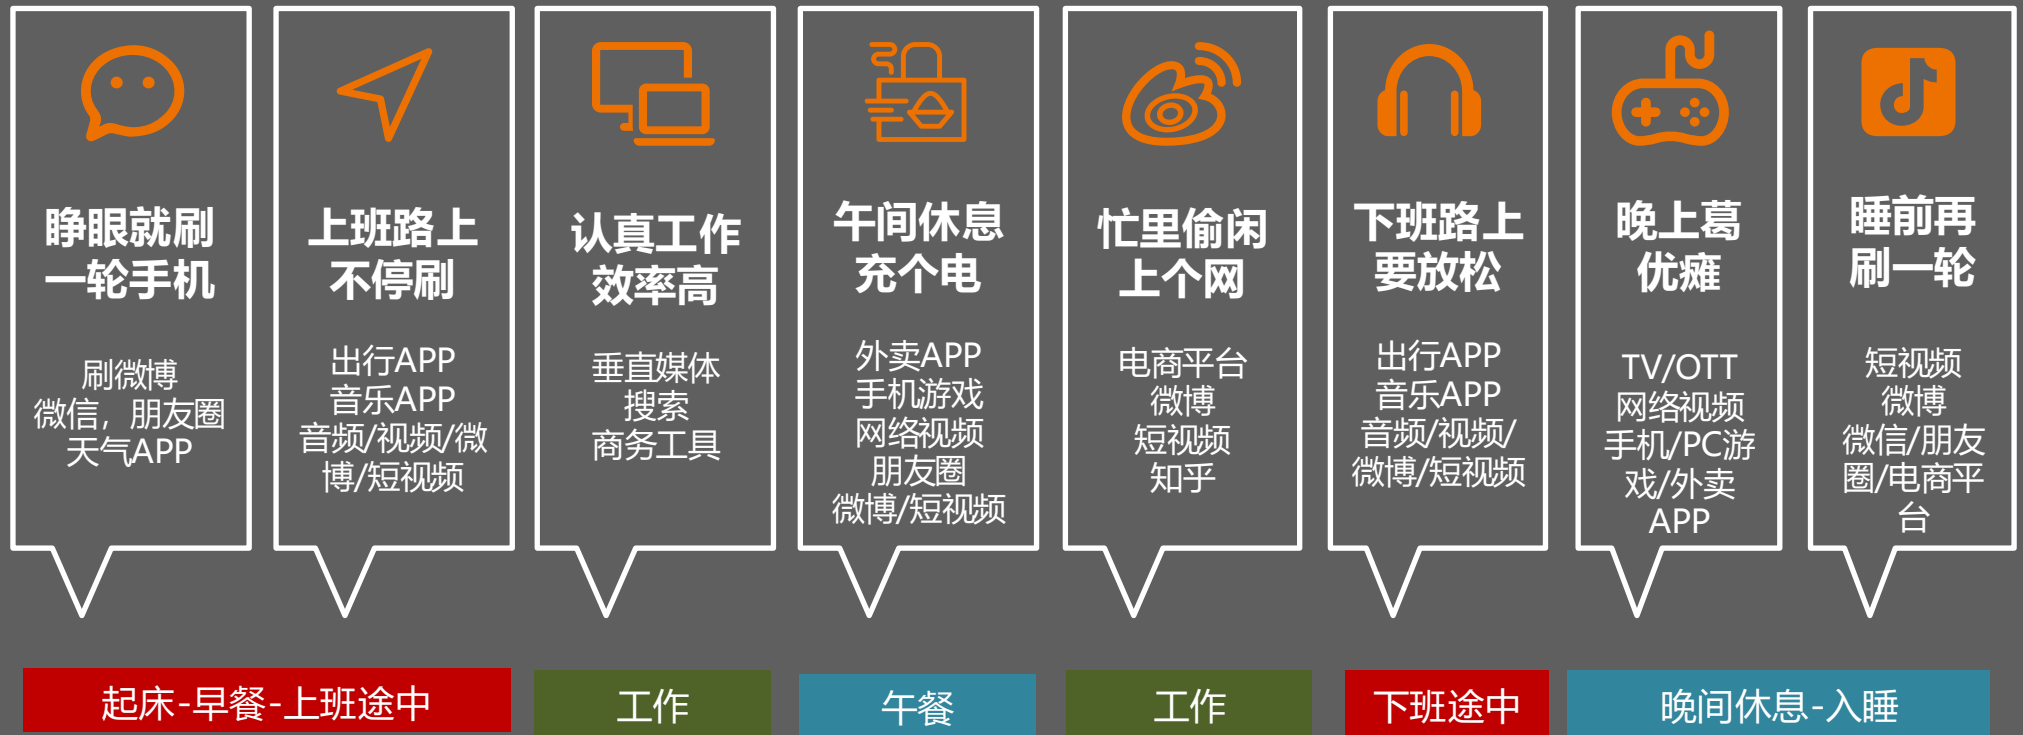 睁眼就刷
一轮手机
刷微博
微信，朋友圈
天气APP
上班路上
不停刷
出行APP
音乐APP
音频/视频/微
博/短视频
认真工作
效率高
垂直媒体
搜索
商务工具
午间休息
充个电
外卖APP
手机游戏
网络视频
朋友圈
微博/短视频
忙里偷闲
上个网
电商平台
微博
短视频
知乎
下班路上
要放松
出行APP
音乐APP
音频/视频/
微博/短视频
晚上葛
优瘫
TV/OTT
网络视频
手机/PC游
戏/外卖
APP
睡前再
刷一轮
短视频
微博
微信/朋友
圈/电商平
台
起床-早餐-上班途中
工作
午餐
工作
下班途中
晚间休息-入睡